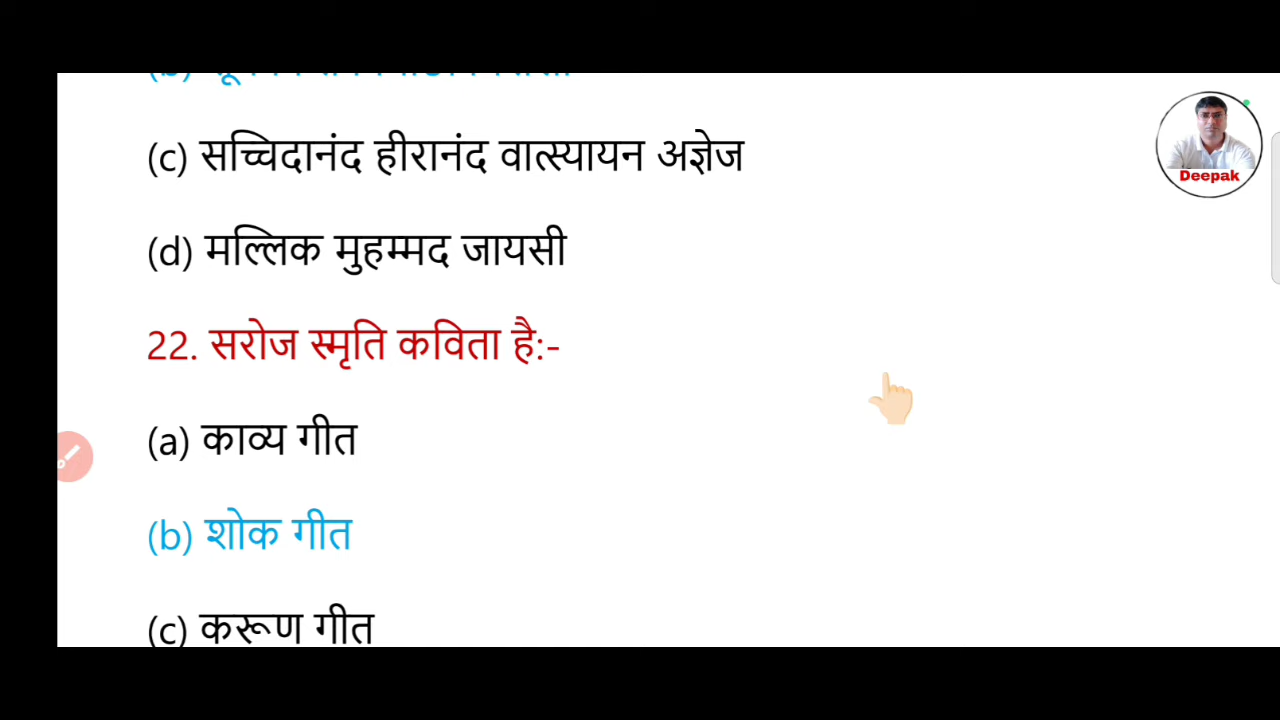 (c) सच्चिदानंद हीरानंद वात्स्यायन अज्ञेज
Deepak
(d) मल्लिक मुहम्मद जायसी
22. सरोज स्मृति कविता है:-
(a) काव्य गीत
(b) शोक गीत
(c) करूण गीत